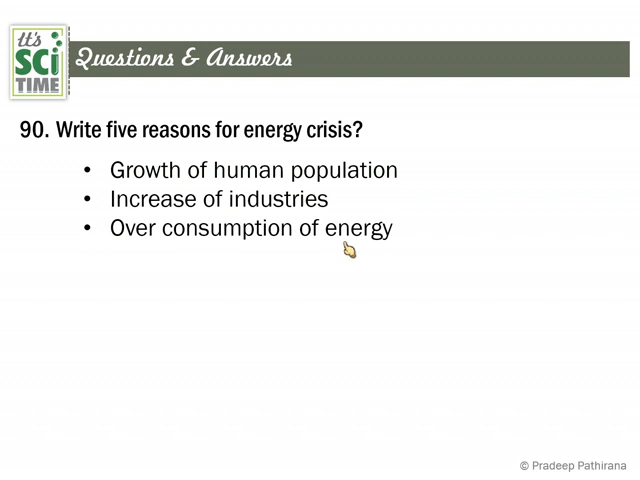 It's
SCI
TIME
Questions & Answers
90. Write five reasons for energy crisis?
• Growth of human population
• Increase of industries
• Over consumption of energy
© Pradeep Pathirana